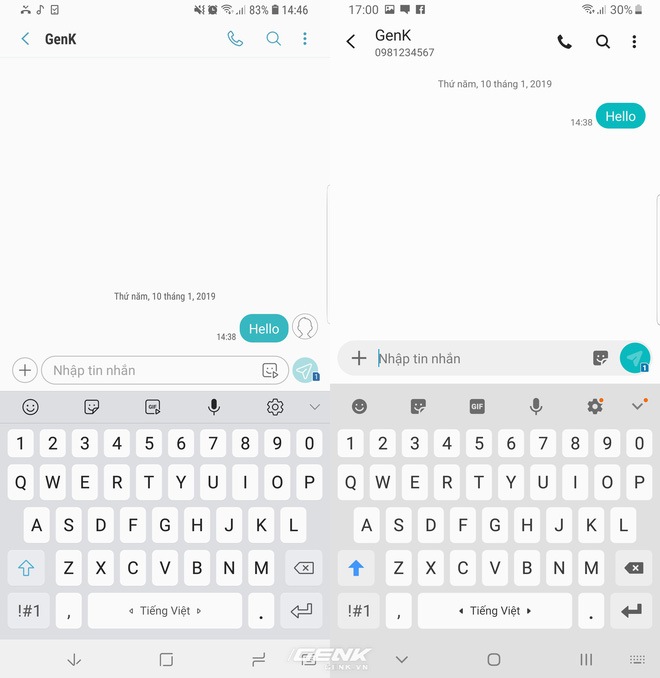 83% 14:46
GenK
Thứ năm, 10 tháng 1, 2019
14:38 Hello
Nhập tin nhắn
1
GIF
1 2 3 4 5 6 7 8 9 0
Q W E R T Y U I O P
A S D F G H J K L
Z X C V B N M
!#1 , Tiếng Việt .
17:00 30%
GenK
0981234567
Thứ năm, 10 tháng 1, 2019
14:38 Hello
Nhập tin nhắn
1
GIF
1 2 3 4 5 6 7 8 9 0
Q W E R T Y U I O P
A S D F G H J K L
Z X C V B N M
!#1 , Tiếng Việt .
GENK
GENK.VN